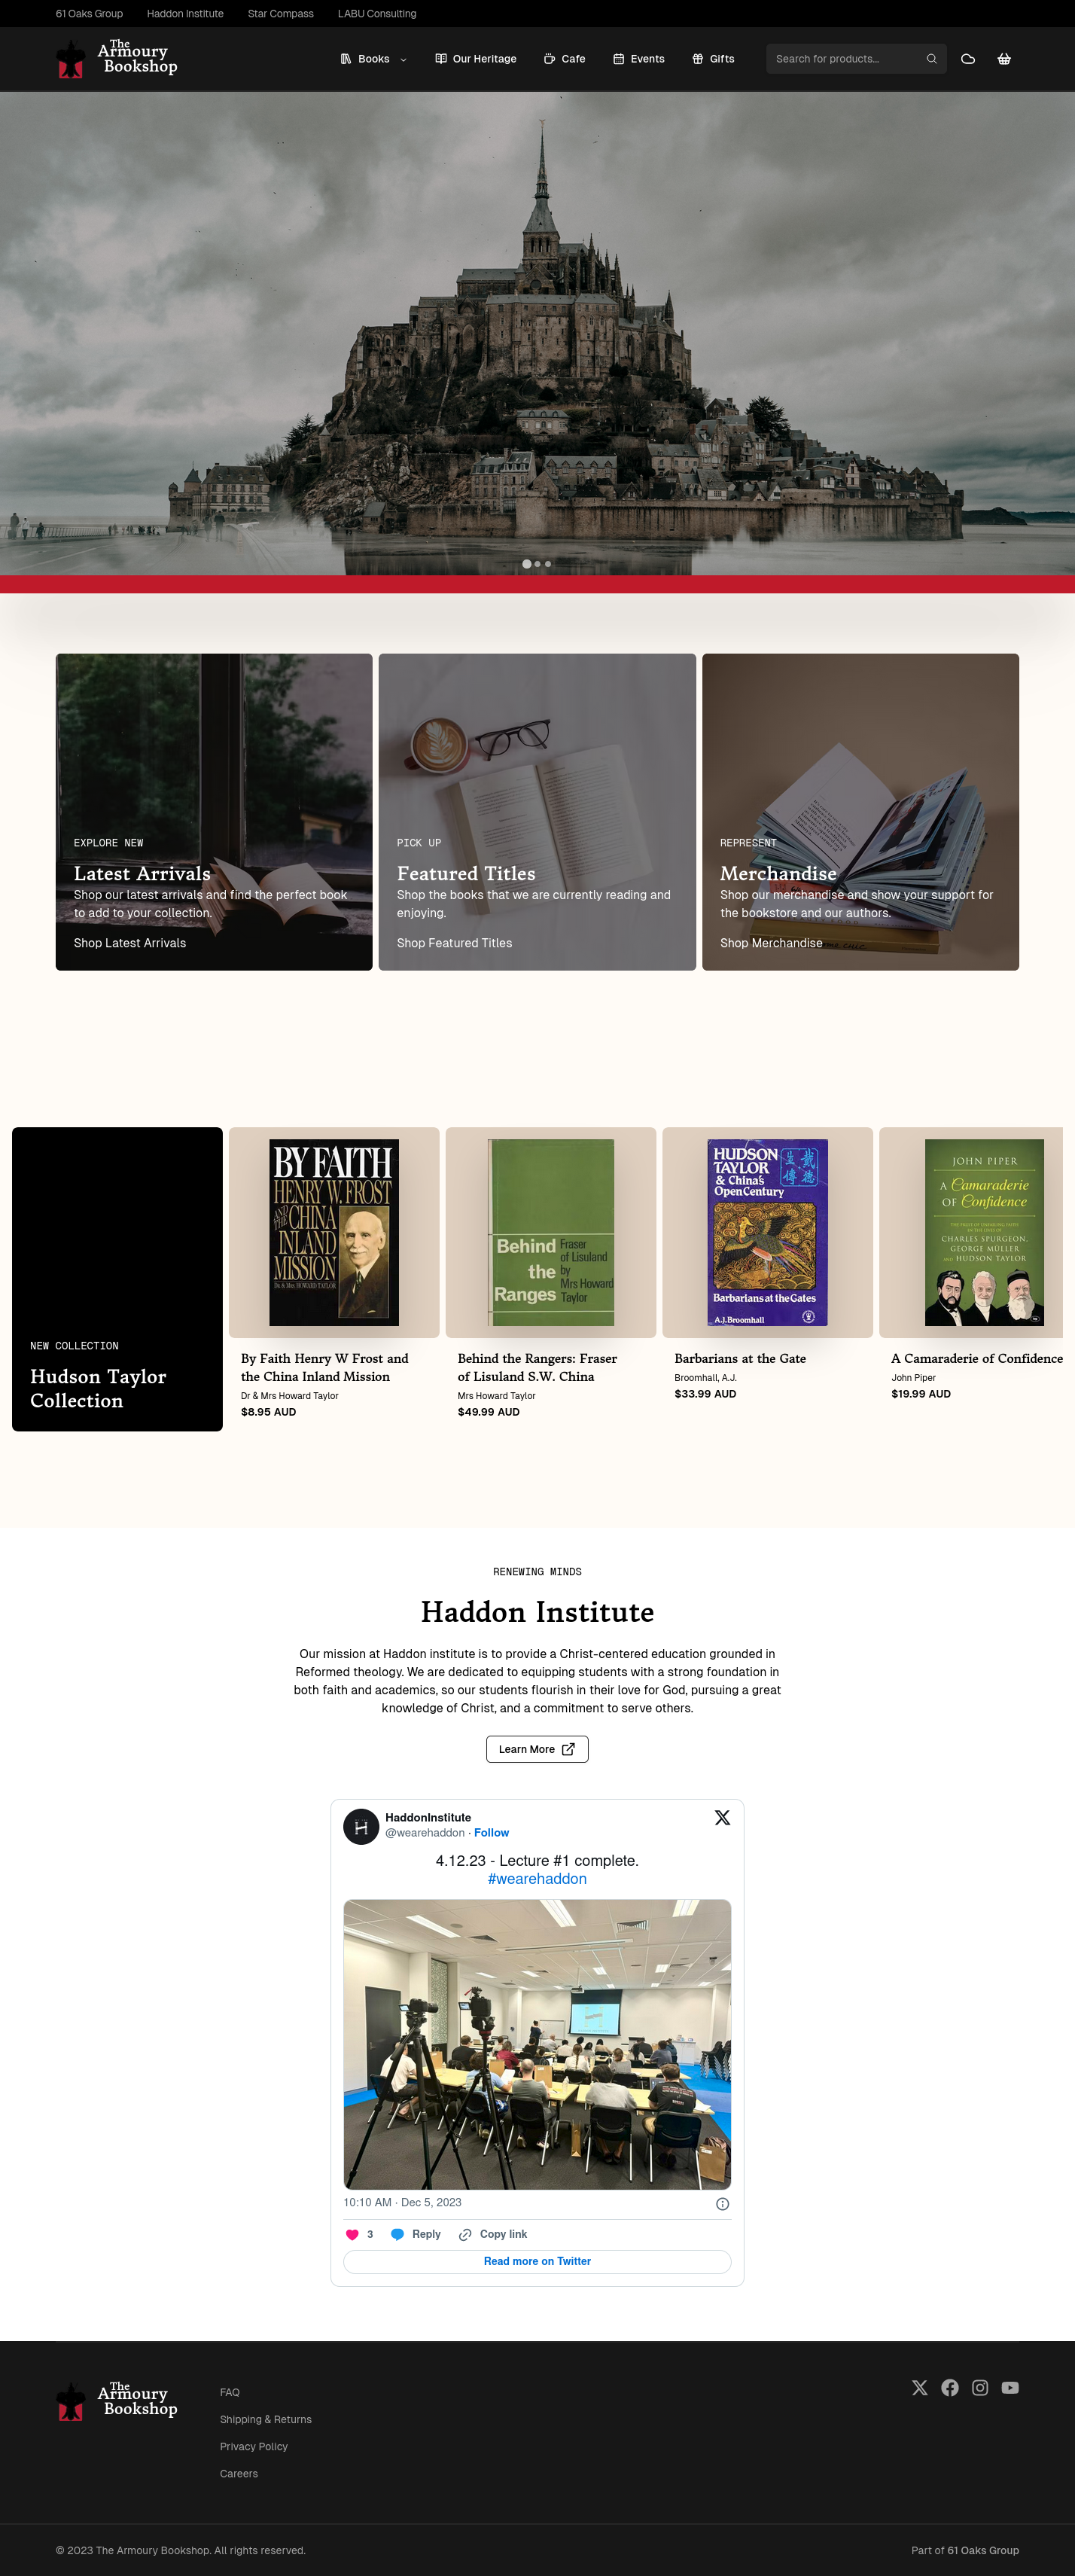 61 Oaks Group
Haddon Institute
Star Compass
LABU Consulting
The
Armoury
Bookshop
Books
Our Heritage
Cafe
Events
Gifts
Search for products...
EXPLORE NEW
Latest Arrivals
Shop our latest arrivals and find the perfect book
to add to your collection.
Shop Latest Arrivals
PICK UP
Featured Titles
Shop the books that we are currently reading and
enjoying.
Shop Featured Titles
REPRESENT
Merchandise
Shop our merchandise and show your support for
the bookstore and our authors.
Shop Merchandise
NEW COLLECTION
Hudson Taylor
Collection
BY FAITH
HENRY W. FROST
AND THE CHINA
INLAND
MISSION
Dr. & Mrs. HOWARD TAYLOR
By Faith Henry W Frost and
the China Inland Mission
Dr & Mrs Howard Taylor
$8.95 AUD
Behind
the
Ranges
Fraser
of Lisuland
by
Mrs Howard
Taylor
Behind the Rangers: Fraser
of Lisuland S.W. China
Mrs Howard Taylor
$49.99 AUD
HUDSON
TAYLOR
& China's
Open Century
Barbarians at the Gates
A.J. Broomhall
Barbarians at the Gate
Broomhall, A.J.
$33.99 AUD
JOHN PIPER
A Camaraderie
OF Confidence
THE FRUIT OF UNFAILING FAITH
IN THE LIVES OF
CHARLES SPURGEON,
GEORGE MÜLLER
AND HUDSON TAYLOR
A Camaraderie of Confidence
John Piper
$19.99 AUD
RENEWING MINDS
Haddon Institute
Our mission at Haddon institute is to provide a Christ-centered education grounded in
Reformed theology. We are dedicated to equipping students with a strong foundation in
both faith and academics, so our students flourish in their love for God, pursuing a great
knowledge of Christ, and a commitment to serve others.
Learn More
HaddonInstitute
@wearehaddon · Follow
4.12.23 - Lecture #1 complete.
#wearehaddon
10:10 AM · Dec 5, 2023
3
Reply
Copy link
Read more on Twitter
The
Armoury
Bookshop
FAQ
Shipping & Returns
Privacy Policy
Careers
© 2023 The Armoury Bookshop. All rights reserved.
Part of 61 Oaks Group